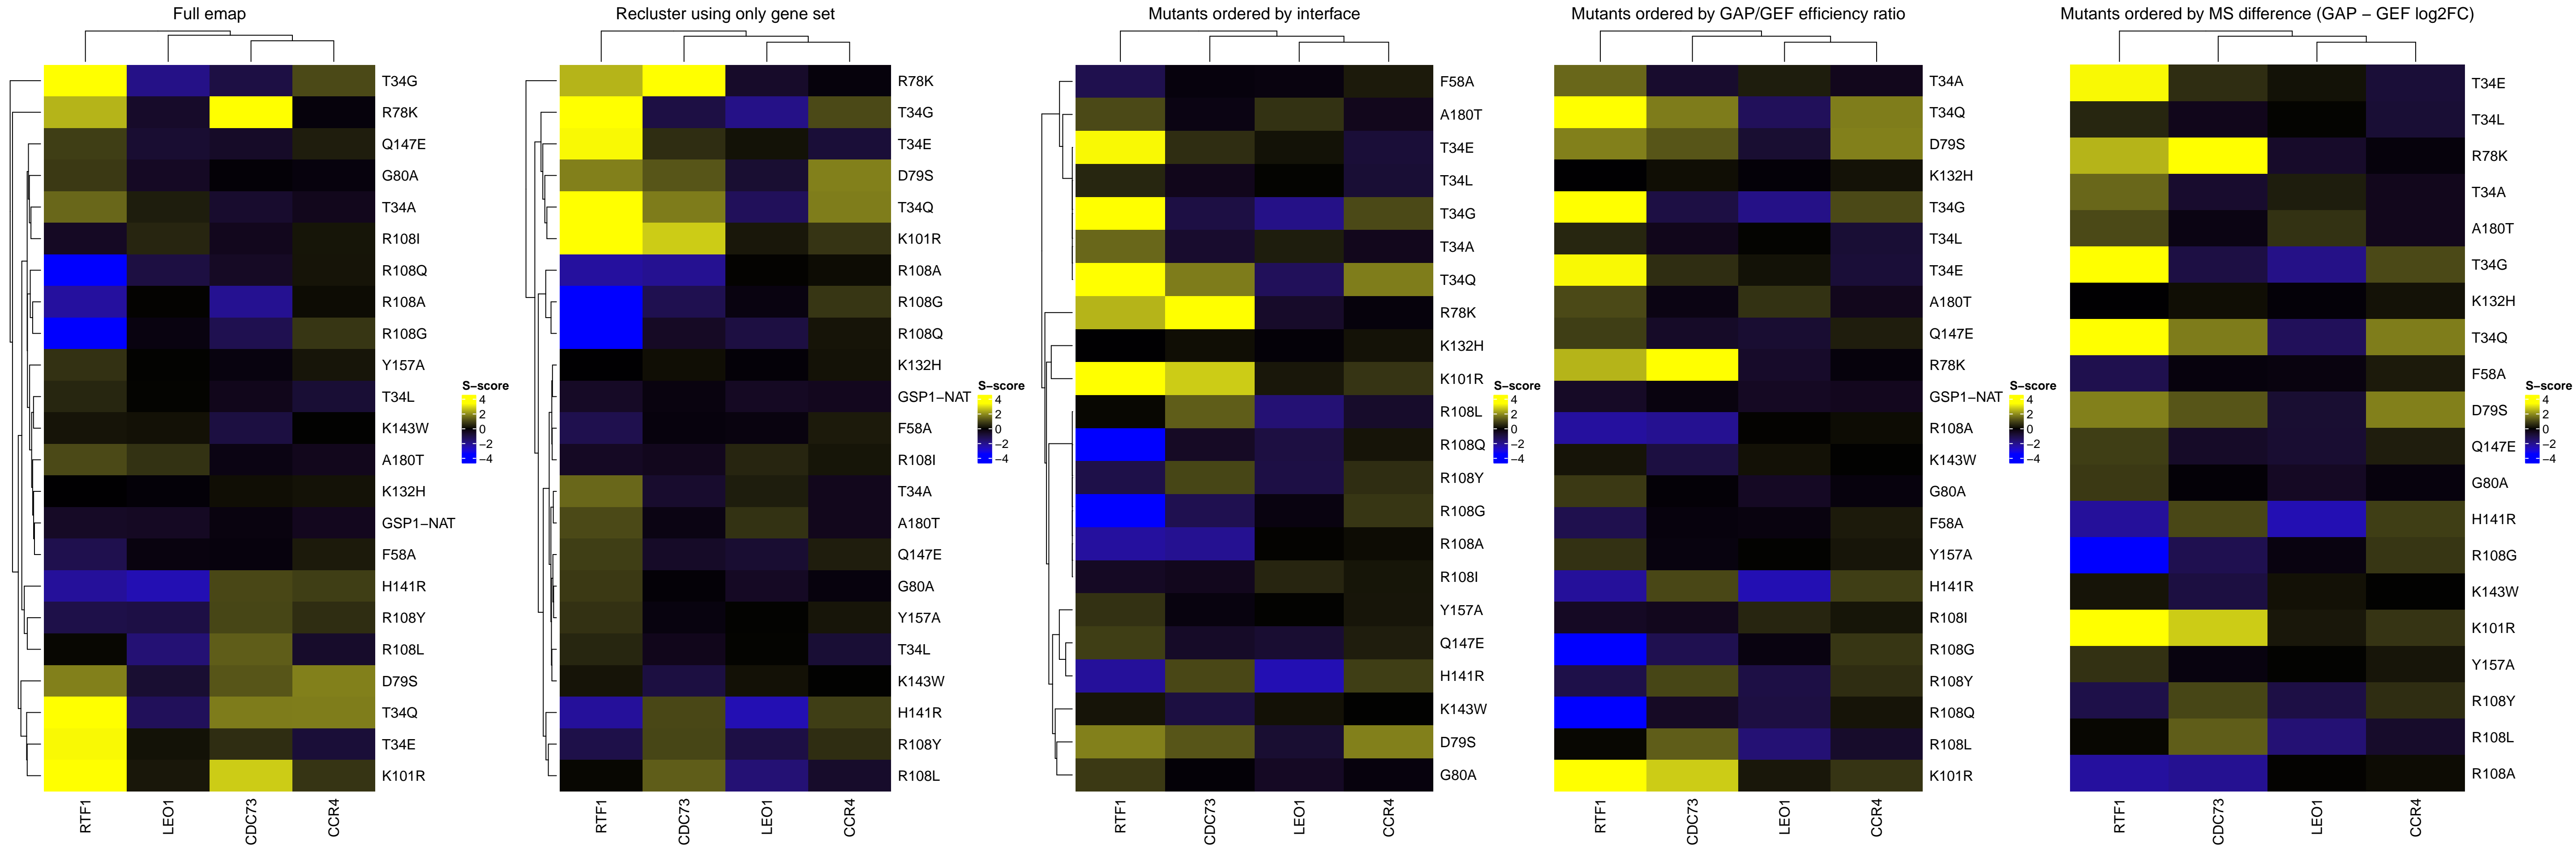 Full emap
T34G
R78K
Q147E
G80A
T34A
R108I
R108Q
R108A
R108G
Y157A
T34L
K143W
A180T
K132H
GSP1−NAT
F58A
H141R
R108Y
R108L
D79S
T34Q
T34E
K101R
RTF1
LEO1
CDC73
CCR4
S−score
4
2
0
−2
−4
Recluster using only gene set
R78K
T34G
T34E
D79S
T34Q
K101R
R108A
R108G
R108Q
K132H
GSP1−NAT
F58A
R108I
T34A
A180T
Q147E
G80A
Y157A
T34L
K143W
H141R
R108Y
R108L
RTF1
CDC73
LEO1
CCR4
S−score
4
2
0
−2
−4
Mutants ordered by interface
F58A
A180T
T34E
T34L
T34G
T34A
T34Q
R78K
K132H
K101R
R108L
R108Q
R108Y
R108G
R108A
R108I
Y157A
Q147E
H141R
K143W
D79S
G80A
RTF1
CDC73
LEO1
CCR4
S−score
4
2
0
−2
−4
Mutants ordered by GAP/GEF efficiency ratio
T34A
T34Q
D79S
K132H
T34G
T34L
T34E
A180T
Q147E
R78K
GSP1−NAT
R108A
K143W
G80A
F58A
Y157A
H141R
R108I
R108G
R108Y
R108Q
R108L
K101R
RTF1
CDC73
LEO1
CCR4
S−score
4
2
0
−2
−4
Mutants ordered by MS difference (GAP − GEF log2FC)
T34E
T34L
R78K
T34A
A180T
T34G
K132H
T34Q
F58A
D79S
Q147E
G80A
H141R
R108G
K143W
K101R
Y157A
R108Y
R108L
R108A
RTF1
CDC73
LEO1
CCR4
S−score
4
2
0
−2
−4